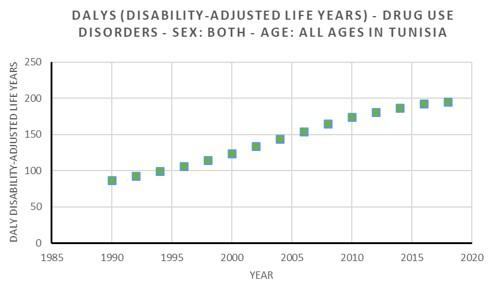 DALYS (DISABILITY-ADJUSTED LIFE YEARS) - DRUG USE
DISORDERS - SEX: BOTH - AGE: ALL AGES IN TUNISIA
DALY DISABILITY-ADJUSTED LIFE YEARS
250
200
150
100
50
0
1985 1990 1995 2000 2005 2010 2015 2020
YEAR